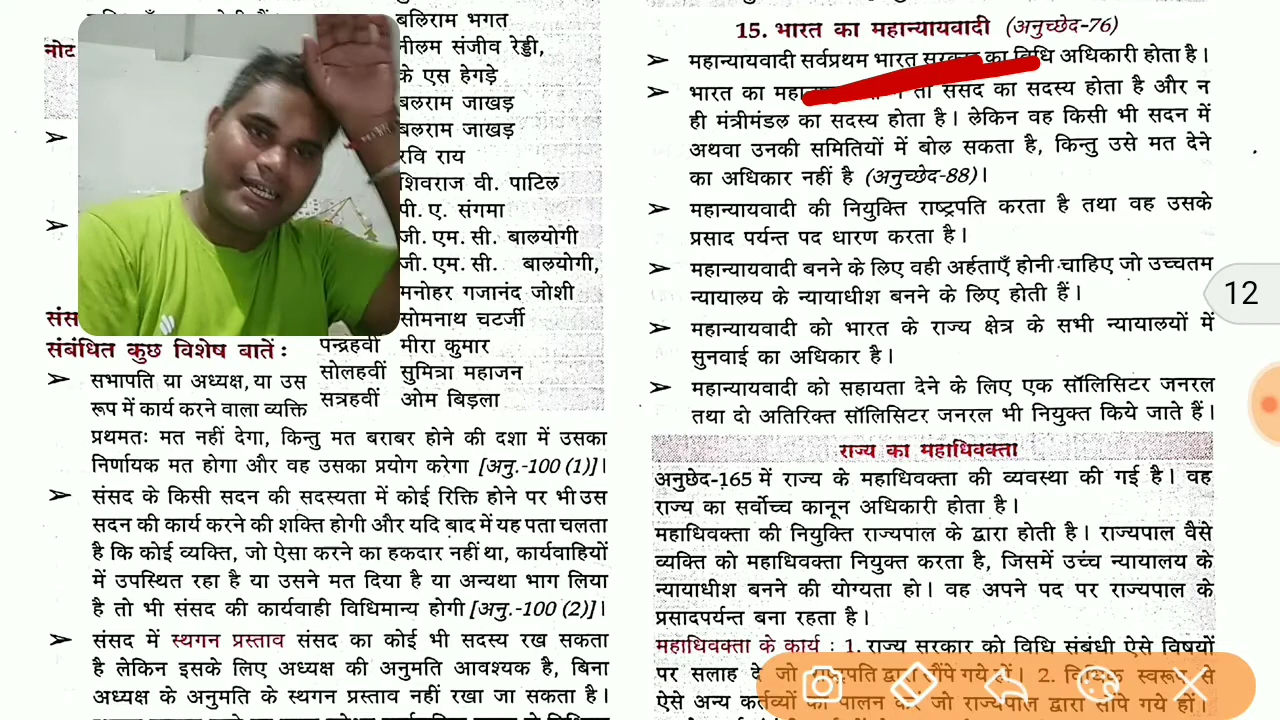 बलिराम भगत
नोट
नीलम संजीव रेड्डी,
के एस हेगड़े
बलराम जाखड़
बलराम जाखड़
रवि राय
शिवराज वी. पाटिल
पी. ए. संगमा
जी. एम. सी. बालयोगी
जी. एम. सी. बालयोगी,
मनोहर गजानंद जोशी
सोमनाथ चटर्जी
पन्द्रहवीं मीरा कुमार
सोलहवीं सुमित्रा महाजन
सत्रहवीं ओम बिड़ला
संस
संबंधित कुछ विशेष बातें :
➢ सभापति या अध्यक्ष, या उस
रूप में कार्य करने वाला व्यक्ति
प्रथमतः मत नहीं देगा, किन्तु मत बराबर होने की दशा में उसका
निर्णायक मत होगा और वह उसका प्रयोग करेगा [अनु.-100 (1)]।
➢ संसद के किसी सदन की सदस्यता में कोई रिक्ति होने पर भी उस
सदन की कार्य करने की शक्ति होगी और यदि बाद में यह पता चलता
है कि कोई व्यक्ति, जो ऐसा करने का हकदार नहीं था, कार्यवाहियों
में उपस्थित रहा है या उसने मत दिया है या अन्यथा भाग लिया
है तो भी संसद की कार्यवाही विधिमान्य होगी [अनु.-100 (2)]।
➢ संसद में स्थगन प्रस्ताव संसद का कोई भी सदस्य रख सकता
है लेकिन इसके लिए अध्यक्ष की अनुमति आवश्यक है, बिना
अध्यक्ष के अनुमति के स्थगन प्रस्ताव नहीं रखा जा सकता है।
15. भारत का महान्यायवादी (अनुच्छेद-76)
➢ महान्यायवादी सर्वप्रथम भारत सरकार का विधि अधिकारी होता है।
➢ भारत का महा तो संसद का सदस्य होता है और न
ही मंत्रीमंडल का सदस्य होता है। लेकिन वह किसी भी सदन में
अथवा उनकी समितियों में बोल सकता है, किन्तु उसे मत देने
का अधिकार नहीं है (अनुच्छेद-88)।
➢ महान्यायवादी की नियुक्ति राष्ट्रपति करता है तथा वह उसके
प्रसाद पर्यन्त पद धारण करता है।
➢ महान्यायवादी बनने के लिए वही अर्हताएँ होनी चाहिए जो उच्चतम
न्यायालय के न्यायाधीश बनने के लिए होती हैं।
➢ महान्यायवादी को भारत के राज्य क्षेत्र के सभी न्यायालयों में
सुनवाई का अधिकार है।
➢ महान्यायवादी को सहायता देने के लिए एक सॉलिसिटर जनरल
तथा दो अतिरिक्त सॉलिसिटर जनरल भी नियुक्त किये जाते हैं।
राज्य का महाधिवक्ता
अनुछेद-165 में राज्य के महाधिवक्ता की व्यवस्था की गई है। वह
राज्य का सर्वोच्च कानून अधिकारी होता है।
महाधिवक्ता की नियुक्ति राज्यपाल के द्वारा होती है। राज्यपाल वैसे
व्यक्ति को महाधिवक्ता नियुक्त करता है, जिसमें उच्च न्यायालय के
न्यायाधीश बनने की योग्यता हो। वह अपने पद पर राज्यपाल के
प्रसादपर्यन्त बना रहता है।
महाधिवक्ता के कार्य : 1. राज्य सरकार को विधि संबंधी ऐसे विषयों
पर सलाह दे जो राष्ट्रपति द्वारा सौंपे गये हों। 2. विधिक स्वरूप से
ऐसे अन्य कर्तव्यों का पालन करें जो राज्यपाल द्वारा सौंपे गये हों।
12